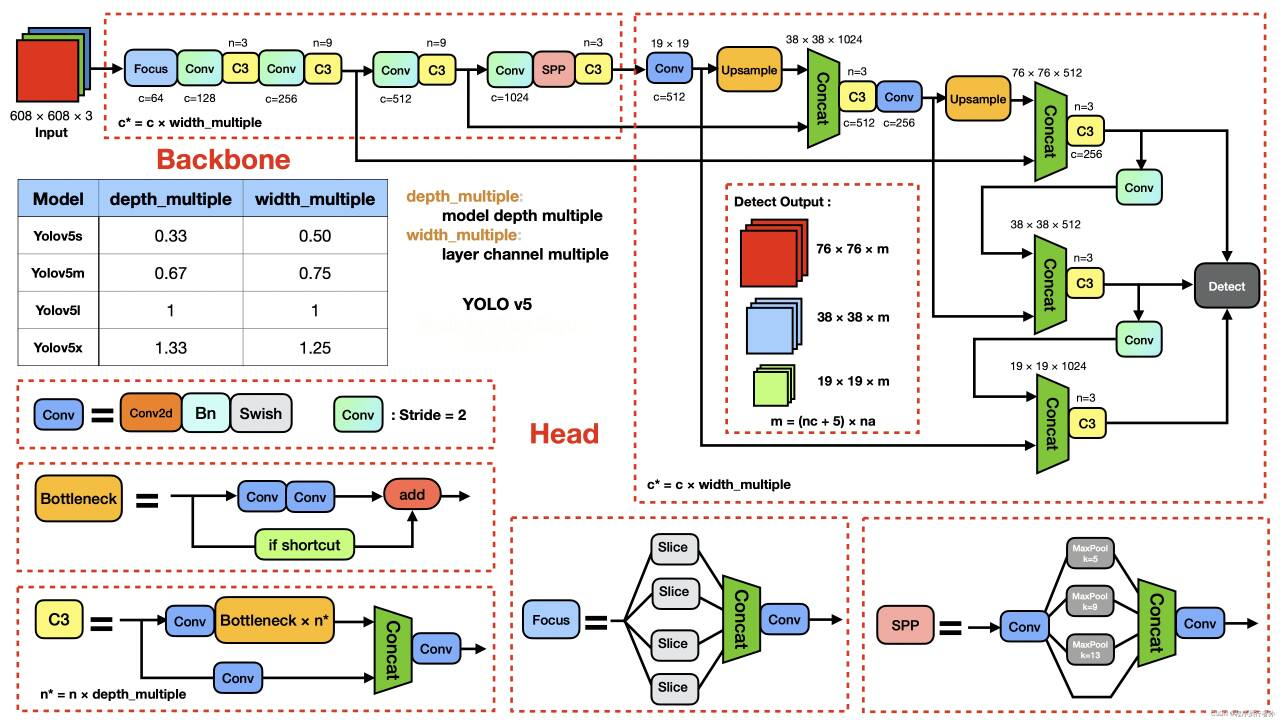 608 × 608 × 3
Input
Focus
Conv
C3
Conv
C3
Conv
C3
Conv
SPP
C3
n=3
n=9
n=9
n=3
c=64
c=128
c=256
c=512
c=1024
c* = c × width_multiple
Backbone
19 × 19
Conv
c=512
Upsample
38 × 38 × 1024
Concat
n=3
C3
Conv
c=512
c=256
Upsample
76 × 76 × 512
Concat
n=3
C3
c=256
Conv
38 × 38 × 512
Concat
n=3
C3
Conv
19 × 19 × 1024
Concat
n=3
C3
Detect
Detect Output :
76 × 76 × m
38 × 38 × m
19 × 19 × m
m = (nc + 5) × na
Head
c* = c × width_multiple
Model depth_multiple width_multiple
Yolov5s 0.33 0.50
Yolov5m 0.67 0.75
Yolov5l 1 1
Yolov5x 1.33 1.25
depth_multiple:
model depth multiple
width_multiple:
layer channel multiple
YOLO v5
Conv = Conv2d Bn Swish
Conv : Stride = 2
Bottleneck =
Conv Conv
add
if shortcut
C3 =
Conv
Bottleneck × n*
Conv
Concat
Conv
n* = n × depth_multiple
Focus =
Slice
Slice
Slice
Slice
Concat
Conv
SPP =
Conv
MaxPool
k=5
MaxPool
k=9
MaxPool
k=13
Concat
Conv